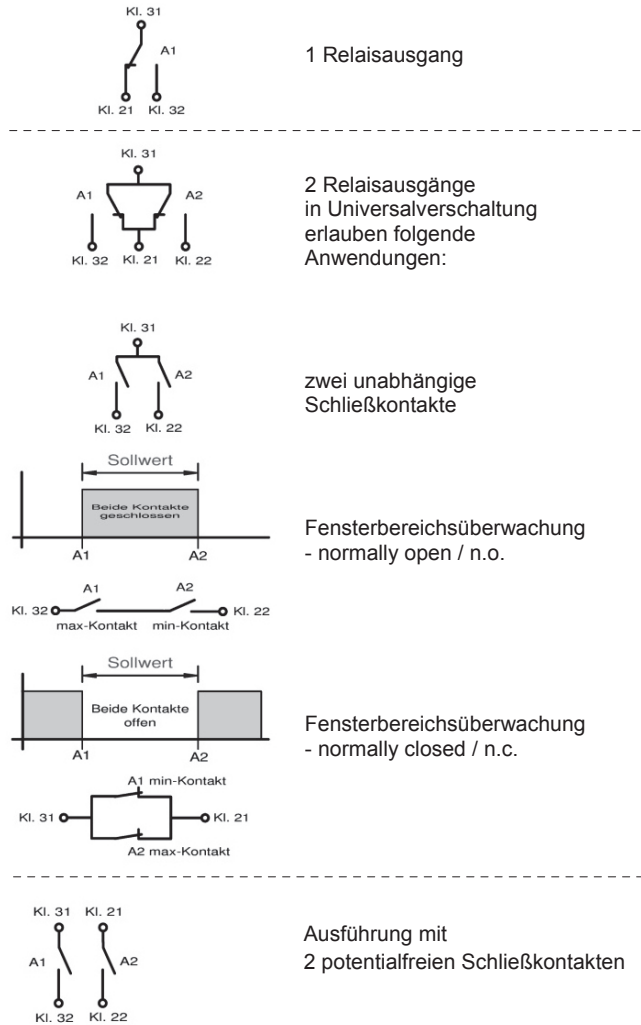 Kl. 31
A1
Kl. 21 Kl. 32
1 Relaisausgang
Kl. 31
A1 A2
Kl. 32 Kl. 21 Kl. 22
2 Relaisausgänge
in Universalverschaltung
erlauben folgende
Anwendungen:
Kl. 31
A1 A2
Kl. 32 Kl. 22
zwei unabhängige
Schließkontakte
Sollwert
Beide Kontakte
geschlossen
A1 A2
A1 A2
Kl. 32 Kl. 22
max-Kontakt min-Kontakt
Fensterbereichsüberwachung
- normally open / n.o.
Sollwert
Beide Kontakte
offen
A1 A2
A1 min-Kontakt
Kl. 31 Kl. 21
A2 max-Kontakt
Fensterbereichsüberwachung
- normally closed / n.c.
Kl. 31 Kl. 21
A1 A2
Kl. 32 Kl. 22
Ausführung mit
2 potentialfreien Schließkontakten